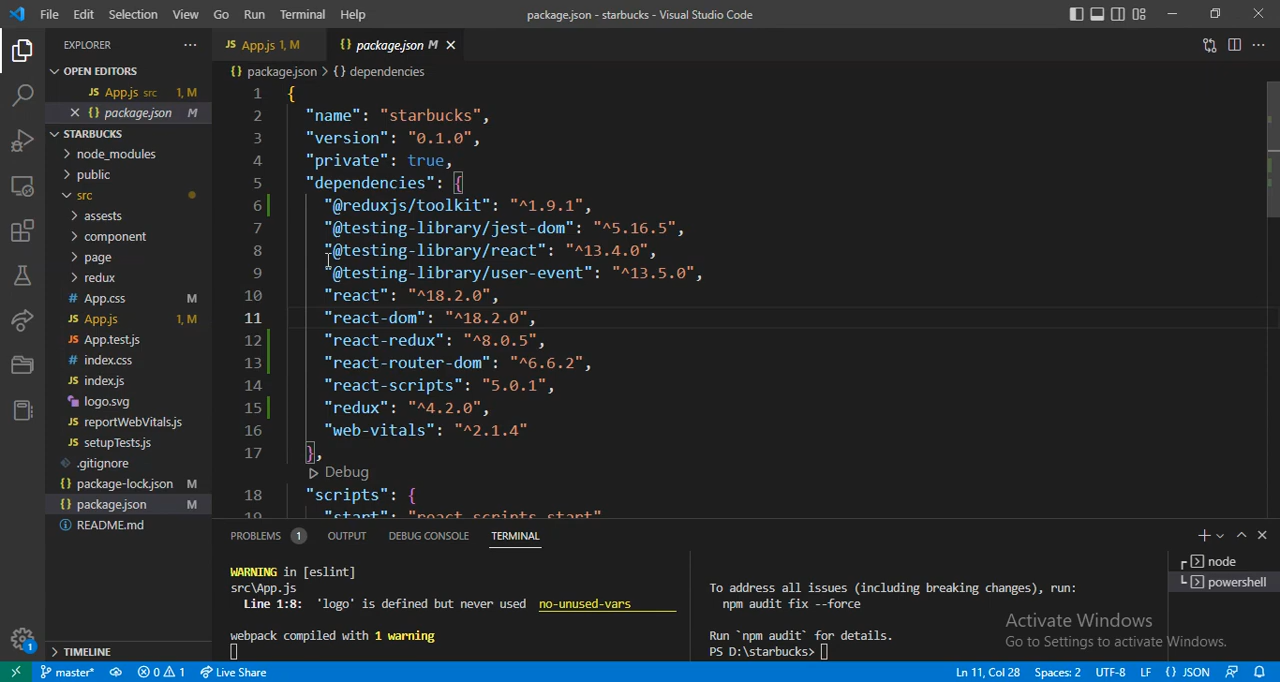 File Edit Selection View Go Run Terminal Help
package.json - starbucks - Visual Studio Code
EXPLORER
OPEN EDITORS
JS App.js src 1, M
{} package.json M
STARBUCKS
node_modules
public
src
assests
component
page
redux
# App.css M
JS App.js 1, M
JS App.test.js
# index.css
JS index.js
logo.svg
JS reportWebVitals.js
JS setupTests.js
.gitignore
{} package-lock.json M
{} package.json M
README.md
TIMELINE
JS App.js 1, M
{} package.json M
{} package.json > {} dependencies
1 {
2 "name": "starbucks",
3 "version": "0.1.0",
4 "private": true,
5 "dependencies": {
6 "@reduxjs/toolkit": "^1.9.1",
7 "@testing-library/jest-dom": "^5.16.5",
8 "@testing-library/react": "^13.4.0",
9 "@testing-library/user-event": "^13.5.0",
10 "react": "^18.2.0",
11 "react-dom": "^18.2.0",
12 "react-redux": "^8.0.5",
13 "react-router-dom": "^6.6.2",
14 "react-scripts": "5.0.1",
15 "redux": "^4.2.0",
16 "web-vitals": "^2.1.4"
17 },
Debug
18 "scripts": {
19 "start": "react-scripts start"
PROBLEMS 1 OUTPUT DEBUG CONSOLE TERMINAL
WARNING in [eslint]
src\App.js
Line 1:8: 'logo' is defined but never used no-unused-vars
webpack compiled with 1 warning
To address all issues (including breaking changes), run:
npm audit fix --force
Run `npm audit` for details.
PS D:\starbucks>
node
powershell
Activate Windows
Go to Settings to activate Windows.
1
master* 0 1 Live Share
Ln 11, Col 28 Spaces: 2 UTF-8 LF {} JSON